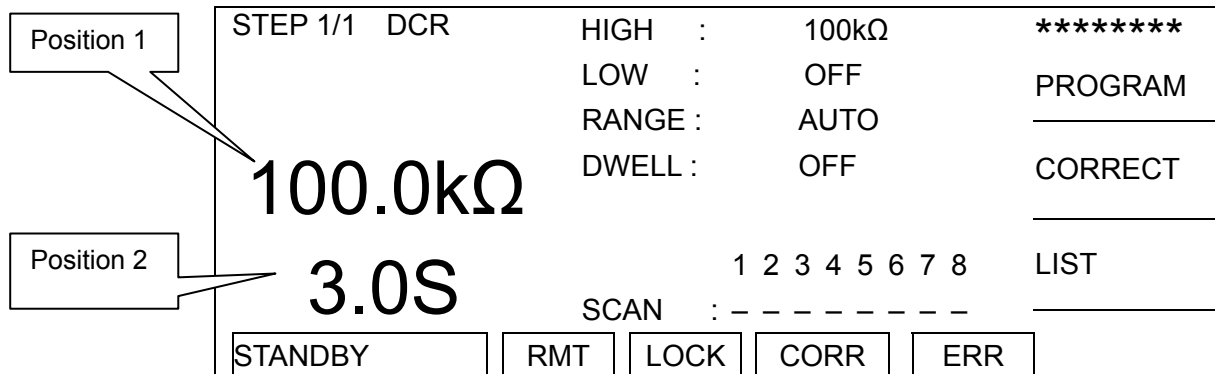 Position 1
STEP 1/1 DCR
HIGH : 100kΩ
********
LOW : OFF
PROGRAM
RANGE : AUTO
100.0kΩ
DWELL : OFF
CORRECT
Position 2
3.0S
1 2 3 4 5 6 7 8
LIST
SCAN : – – – – – – – –
STANDBY
RMT
LOCK
CORR
ERR